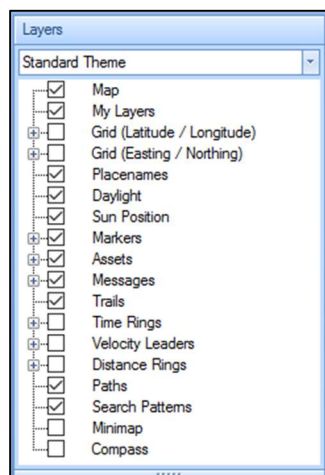 Layers
Standard Theme
Map
My Layers
Grid (Latitude / Longitude)
Grid (Easting / Northing)
Placenames
Daylight
Sun Position
Markers
Assets
Messages
Trails
Time Rings
Velocity Leaders
Distance Rings
Paths
Search Patterns
Minimap
Compass